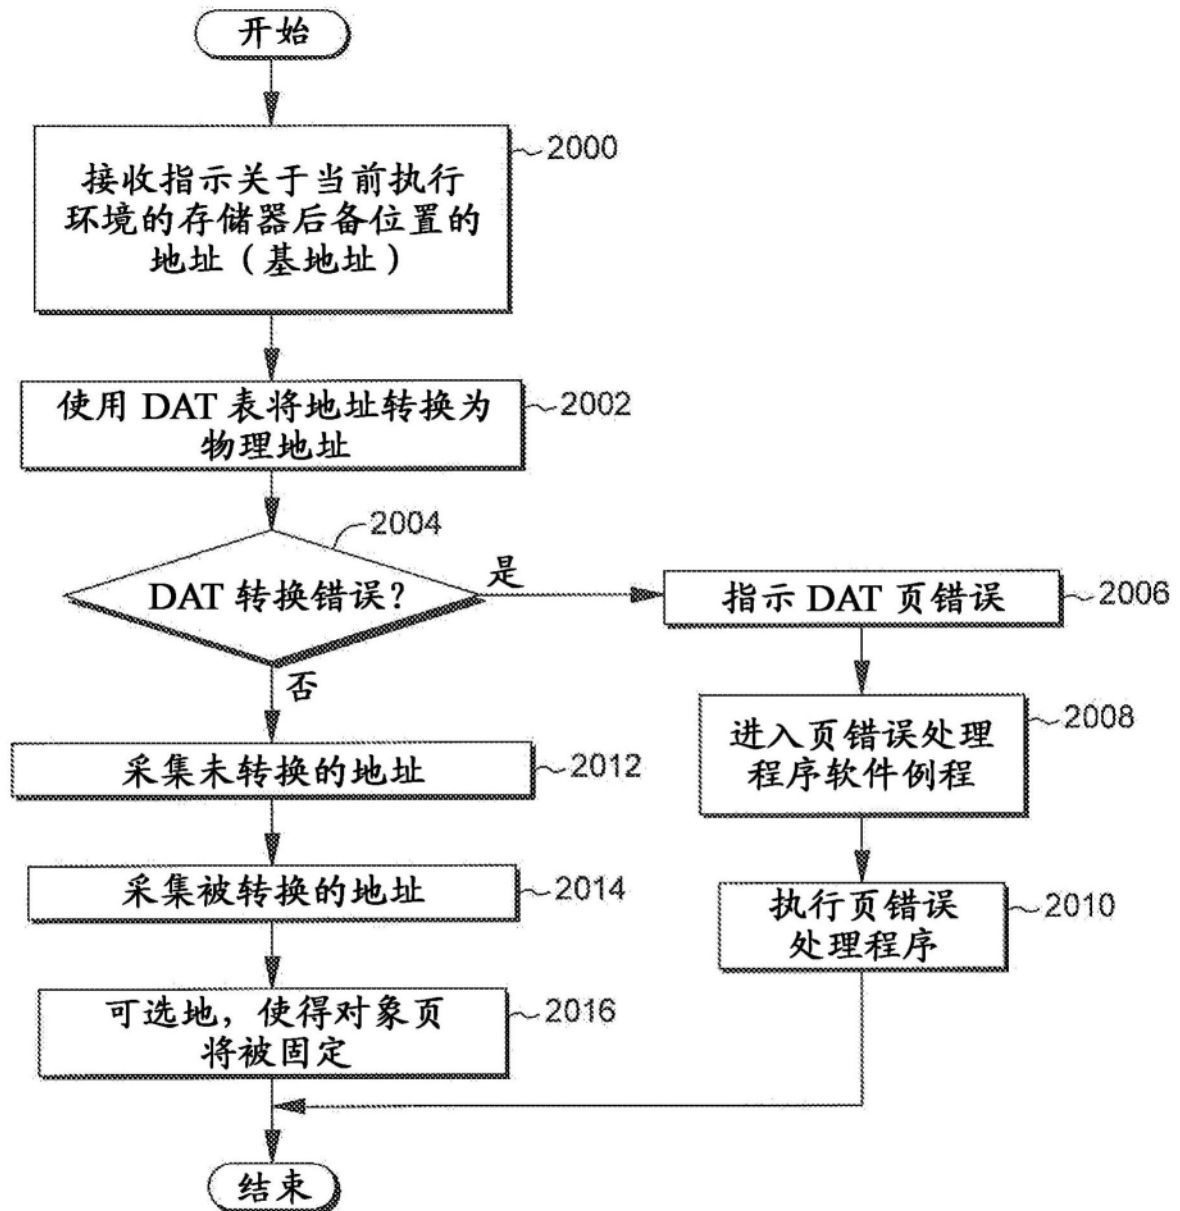 开始
2000
接收指示关于当前执行
环境的存储器后备位置的
地址（基地址）
使用 DAT 表将地址转换为
物理地址
2002
2004
DAT 转换错误？
是
指示 DAT 页错误
2006
否
进入页错误处理
程序软件例程
2008
采集未转换的地址
2012
采集被转换的地址
2014
执行页错误
处理程序
2010
可选地，使得对象页
将被固定
2016
结束